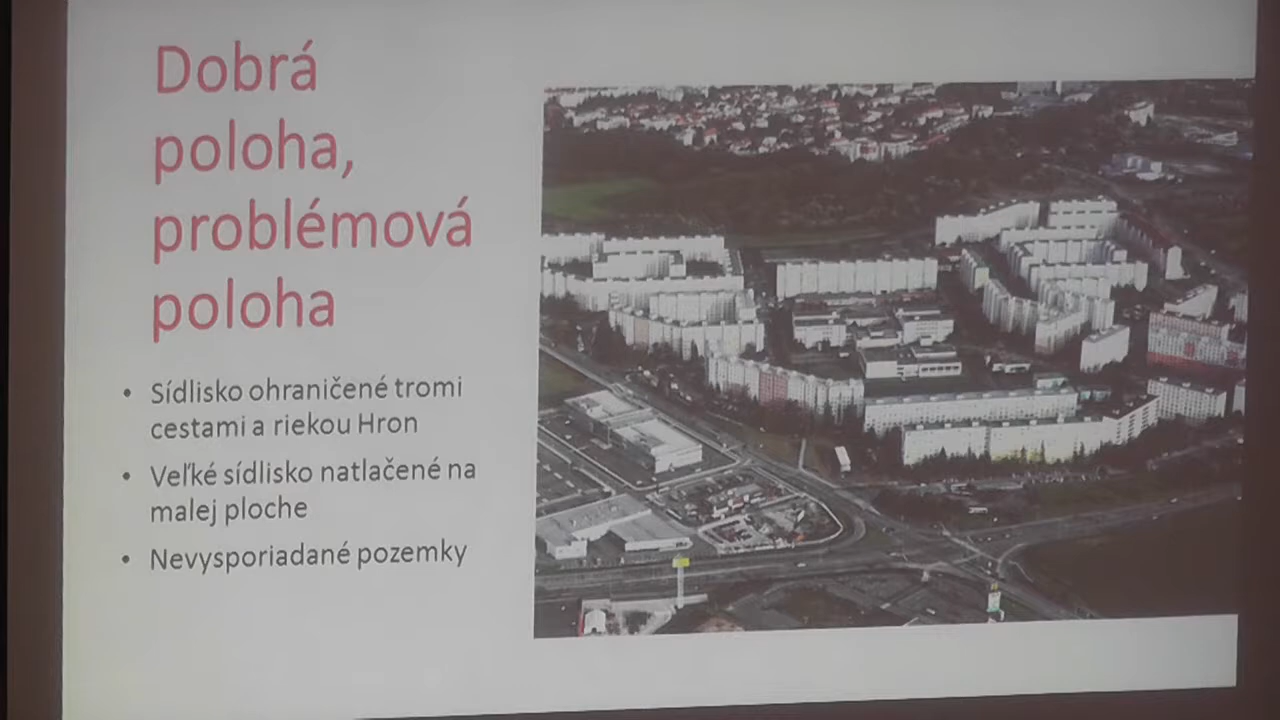 Dobrá
poloha,
problémová
poloha
• Sídlisko ohraničené tromi
cestami a riekou Hron
• Veľké sídlisko natlačené na
malej ploche
• Nevysporiadané pozemky